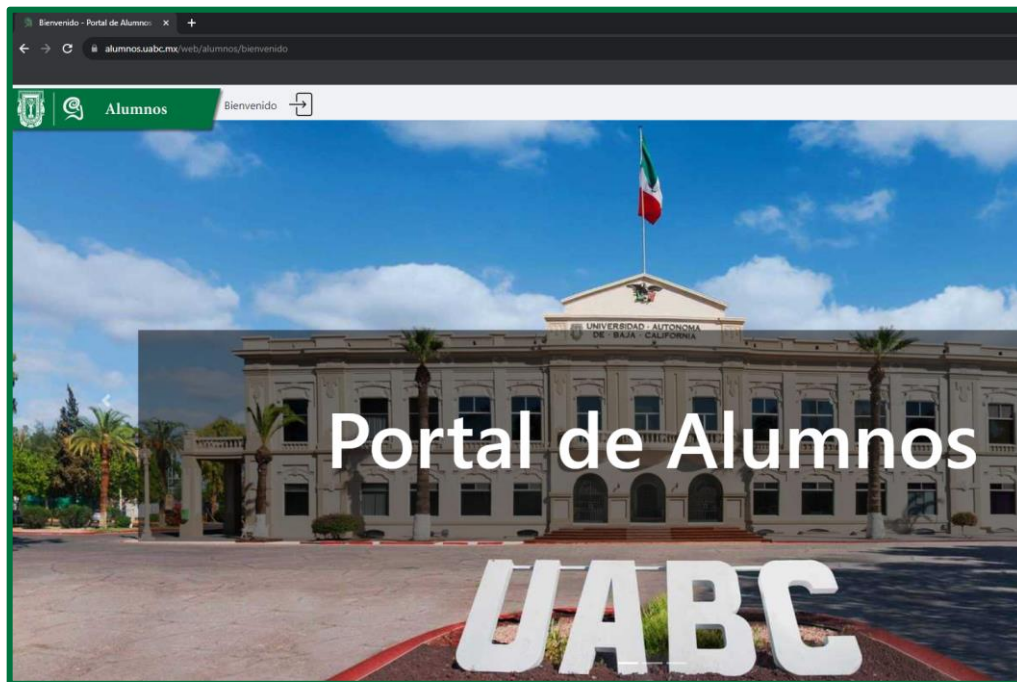 Bienvenido - Portal de Alumnos
alumnos.uabc.mx/web/alumnos/bienvenido
Alumnos
Bienvenido
UNIVERSIDAD - AUTONOMA
DE - BAJA - CALIFORNIA
Portal de Alumnos
UABC